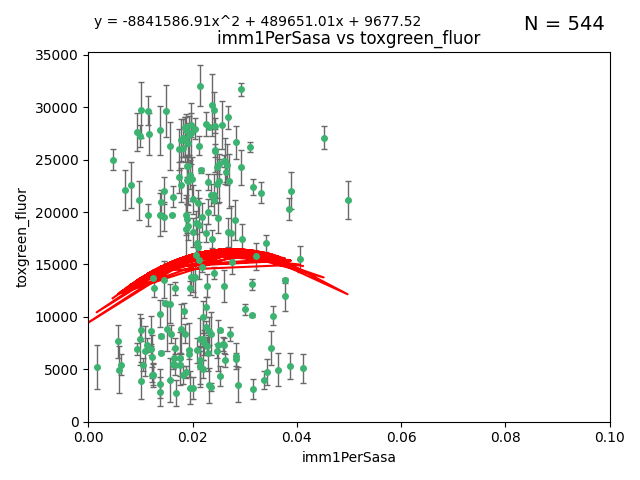 y = -8841586.91x^2 + 489651.01x + 9677.52
N = 544
imm1PerSasa vs toxgreen_fluor
35000
30000
25000
20000
15000
10000
5000
0
toxgreen_fluor
0.00
0.02
0.04
0.06
0.08
0.10
imm1PerSasa